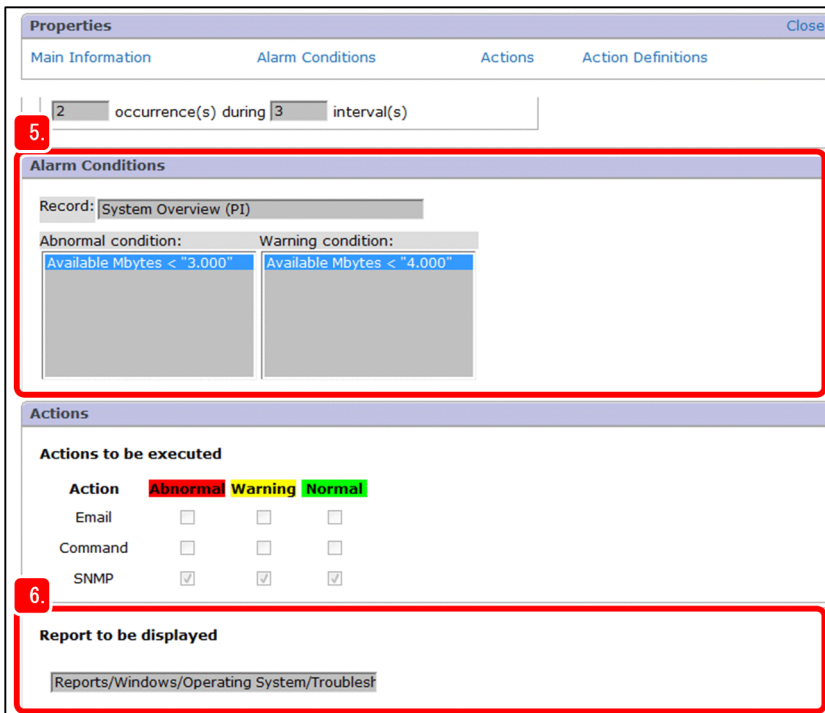 Properties Close
Main Information Alarm Conditions Actions Action Definitions
2 occurrence(s) during 3 interval(s)
5.
Alarm Conditions
Record: System Overview (PI)
Abnormal condition: Warning condition:
Available Mbytes < "3.000" Available Mbytes < "4.000"
Actions
Actions to be executed
Action Abnormal Warning Normal
Email
Command
SNMP
6.
Report to be displayed
Reports/Windows/Operating System/Troublesh